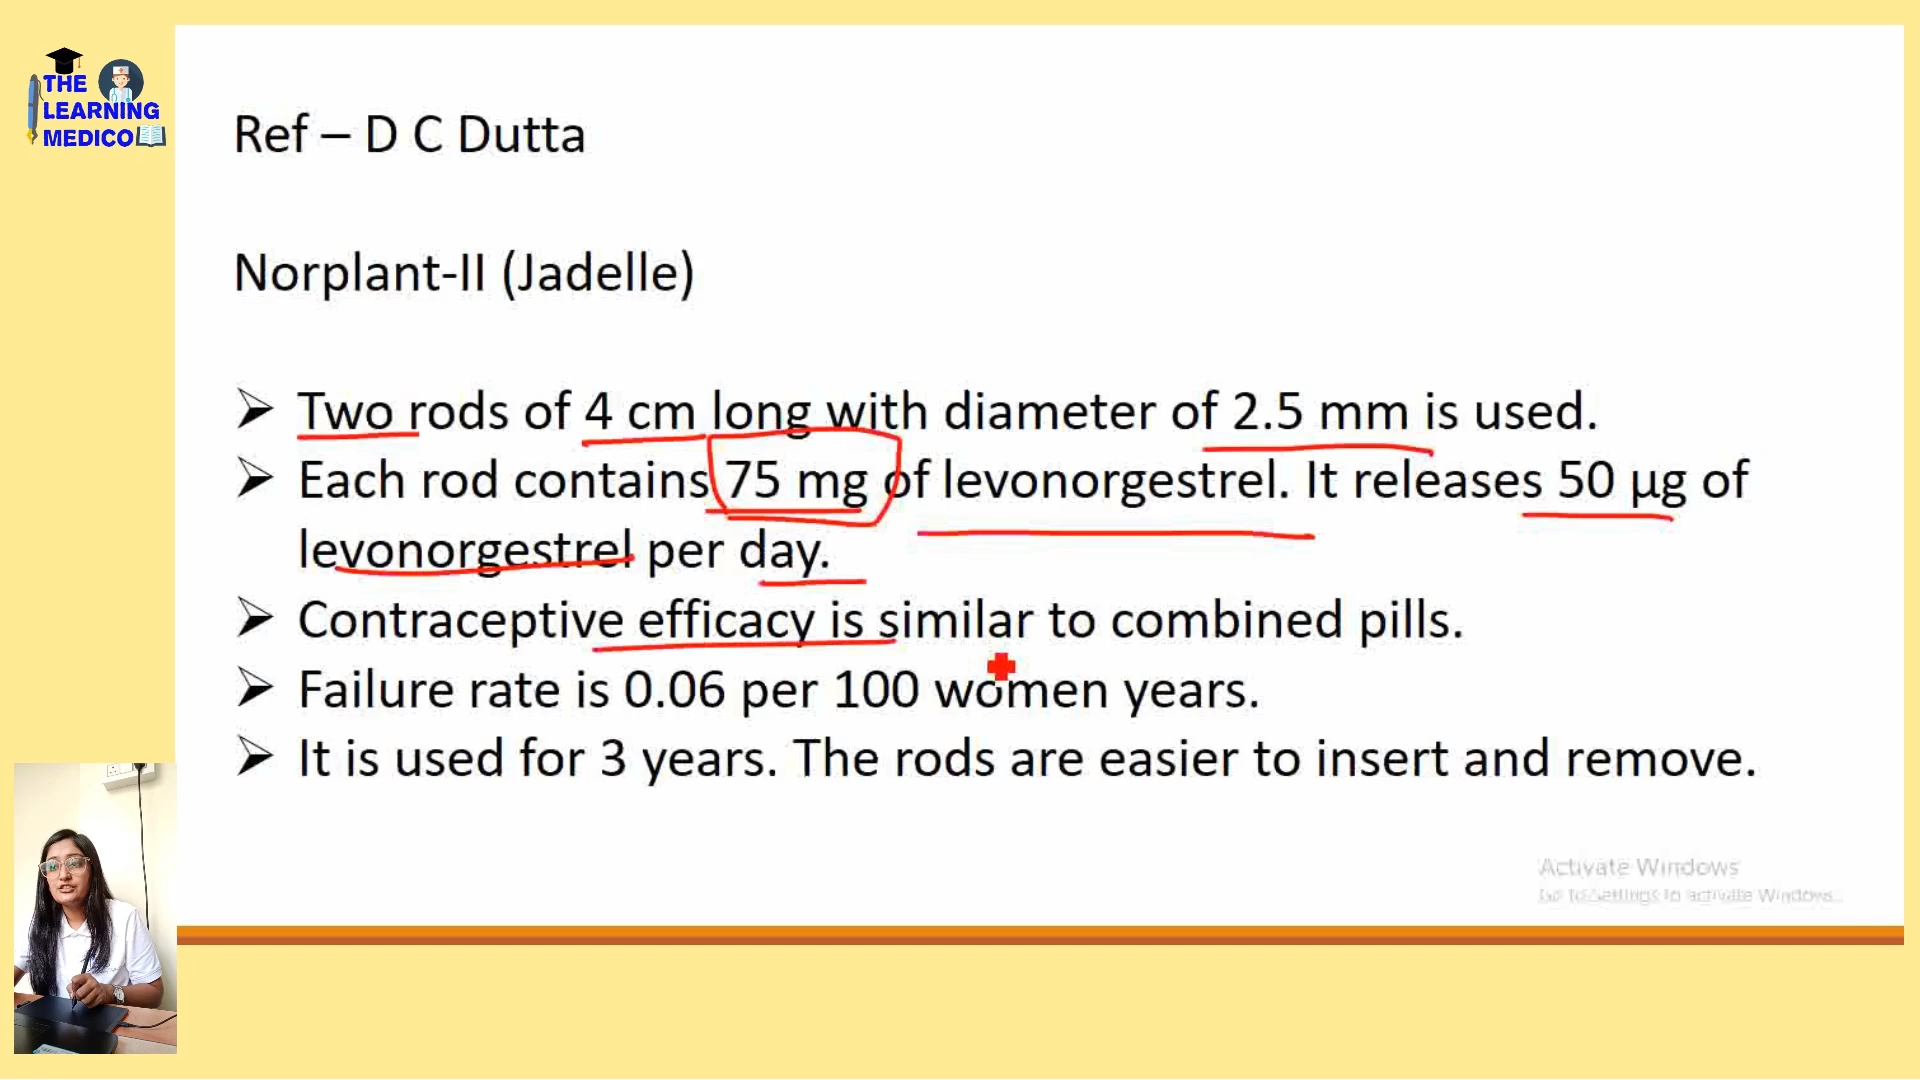 THE
LEARNING
MEDICO
Ref – D C Dutta
Norplant-II (Jadelle)
➢ Two rods of 4 cm long with diameter of 2.5 mm is used.
➢ Each rod contains 75 mg of levonorgestrel. It releases 50 µg of
levonorgestrel per day.
➢ Contraceptive efficacy is similar to combined pills.
➢ Failure rate is 0.06 per 100 women years.
➢ It is used for 3 years. The rods are easier to insert and remove.
Activate Windows
Go to Settings to activate Windows.